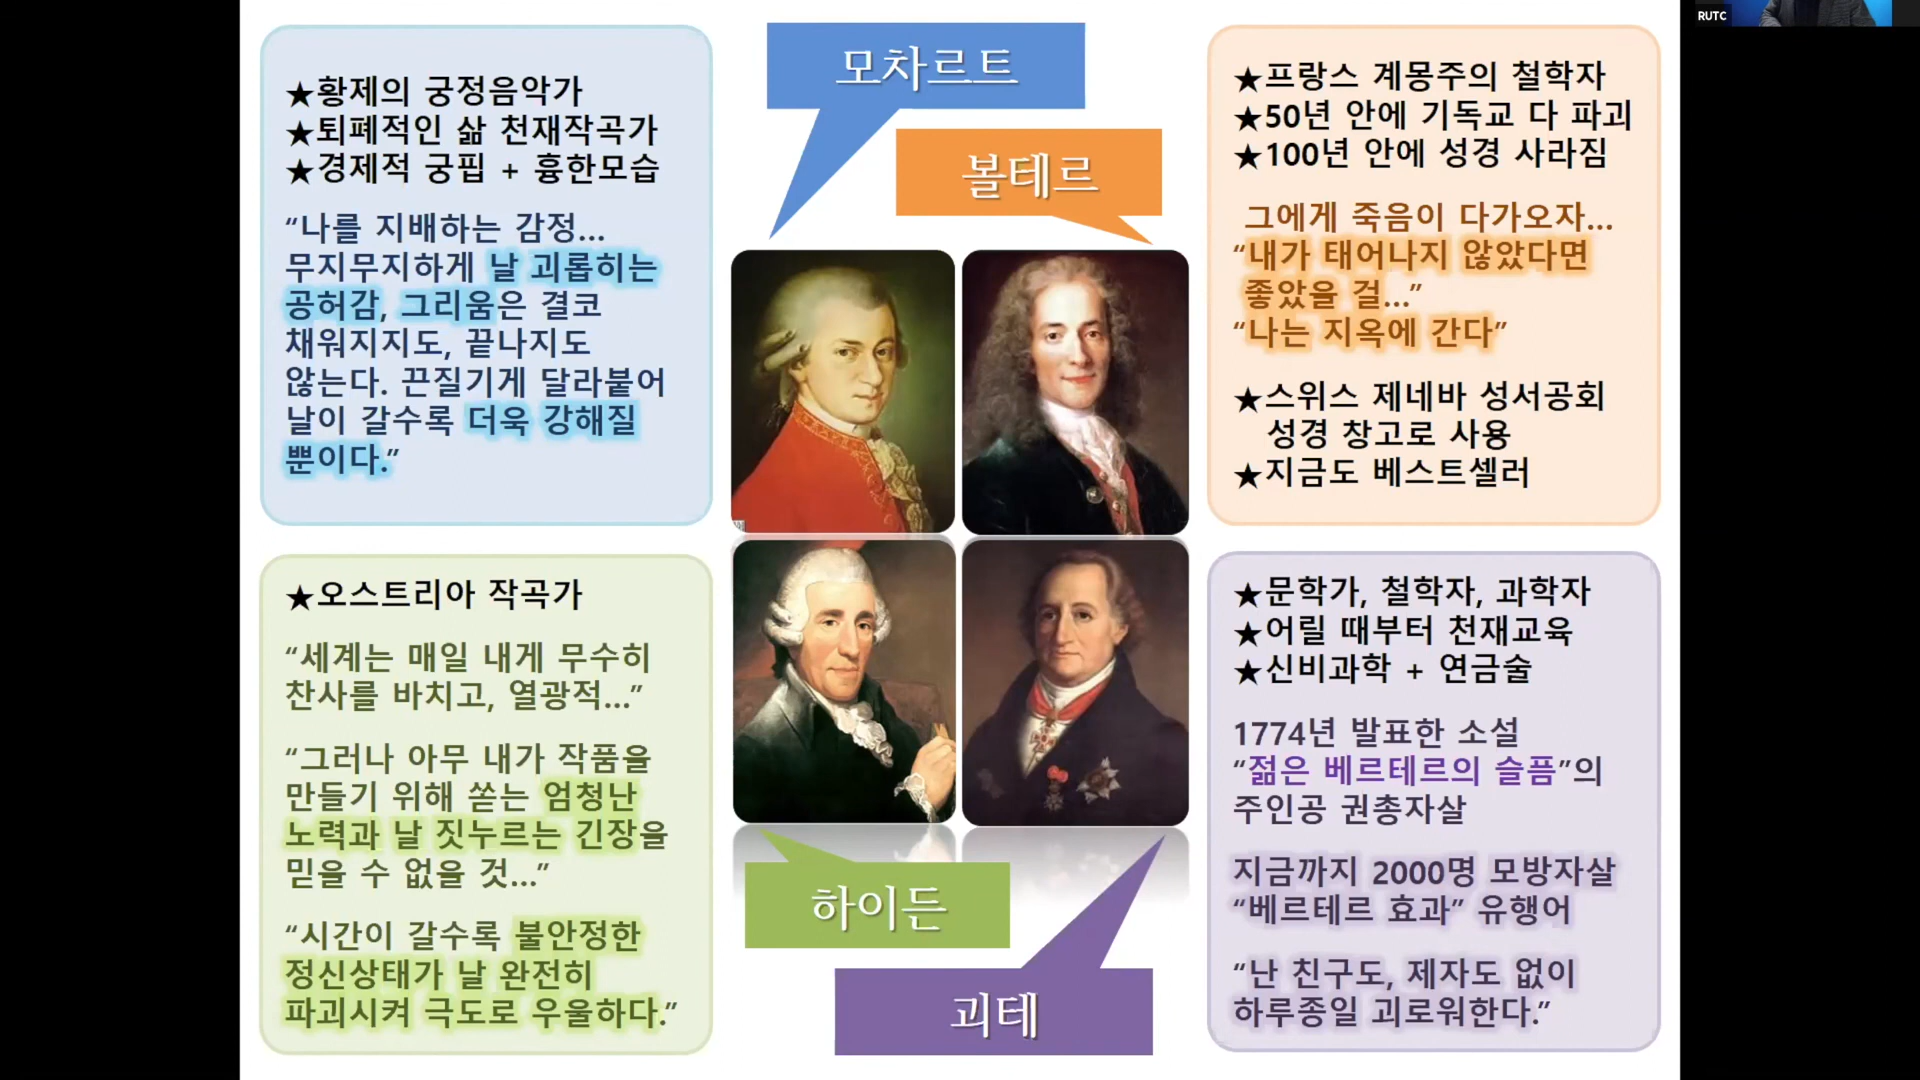 RUTC
모차르트
★황제의 궁정음악가
★퇴폐적인 삶 천재작곡가
★경제적 궁핍 + 흉한모습
“나를 지배하는 감정...
무지무지하게 날 괴롭히는
공허감, 그리움은 결코
채워지지도, 끝나지도
않는다. 끈질기게 달라붙어
날이 갈수록 더욱 강해질
뿐이다.”
볼테르
★프랑스 계몽주의 철학자
★50년 안에 기독교 다 파괴
★100년 안에 성경 사라짐
그에게 죽음이 다가오자...
“내가 태어나지 않았다면
좋았을 걸...”
“나는 지옥에 간다”
★스위스 제네바 성서공회
성경 창고로 사용
★지금도 베스트셀러
하이든
★오스트리아 작곡가
“세계는 매일 내게 무수히
찬사를 바치고, 열광적...”
“그러나 아무 내가 작품을
만들기 위해 쏟는 엄청난
노력과 날 짓누르는 긴장을
믿을 수 없을 것...”
“시간이 갈수록 불안정한
정신상태가 날 완전히
파괴시켜 극도로 우울하다.”
괴테
★문학가, 철학자, 과학자
★어릴 때부터 천재교육
★신비과학 + 연금술
1774년 발표한 소설
“젊은 베르테르의 슬픔”의
주인공 권총자살
지금까지 2000명 모방자살
“베르테르 효과” 유행어
“난 친구도, 제자도 없이
하루종일 괴로워한다.”